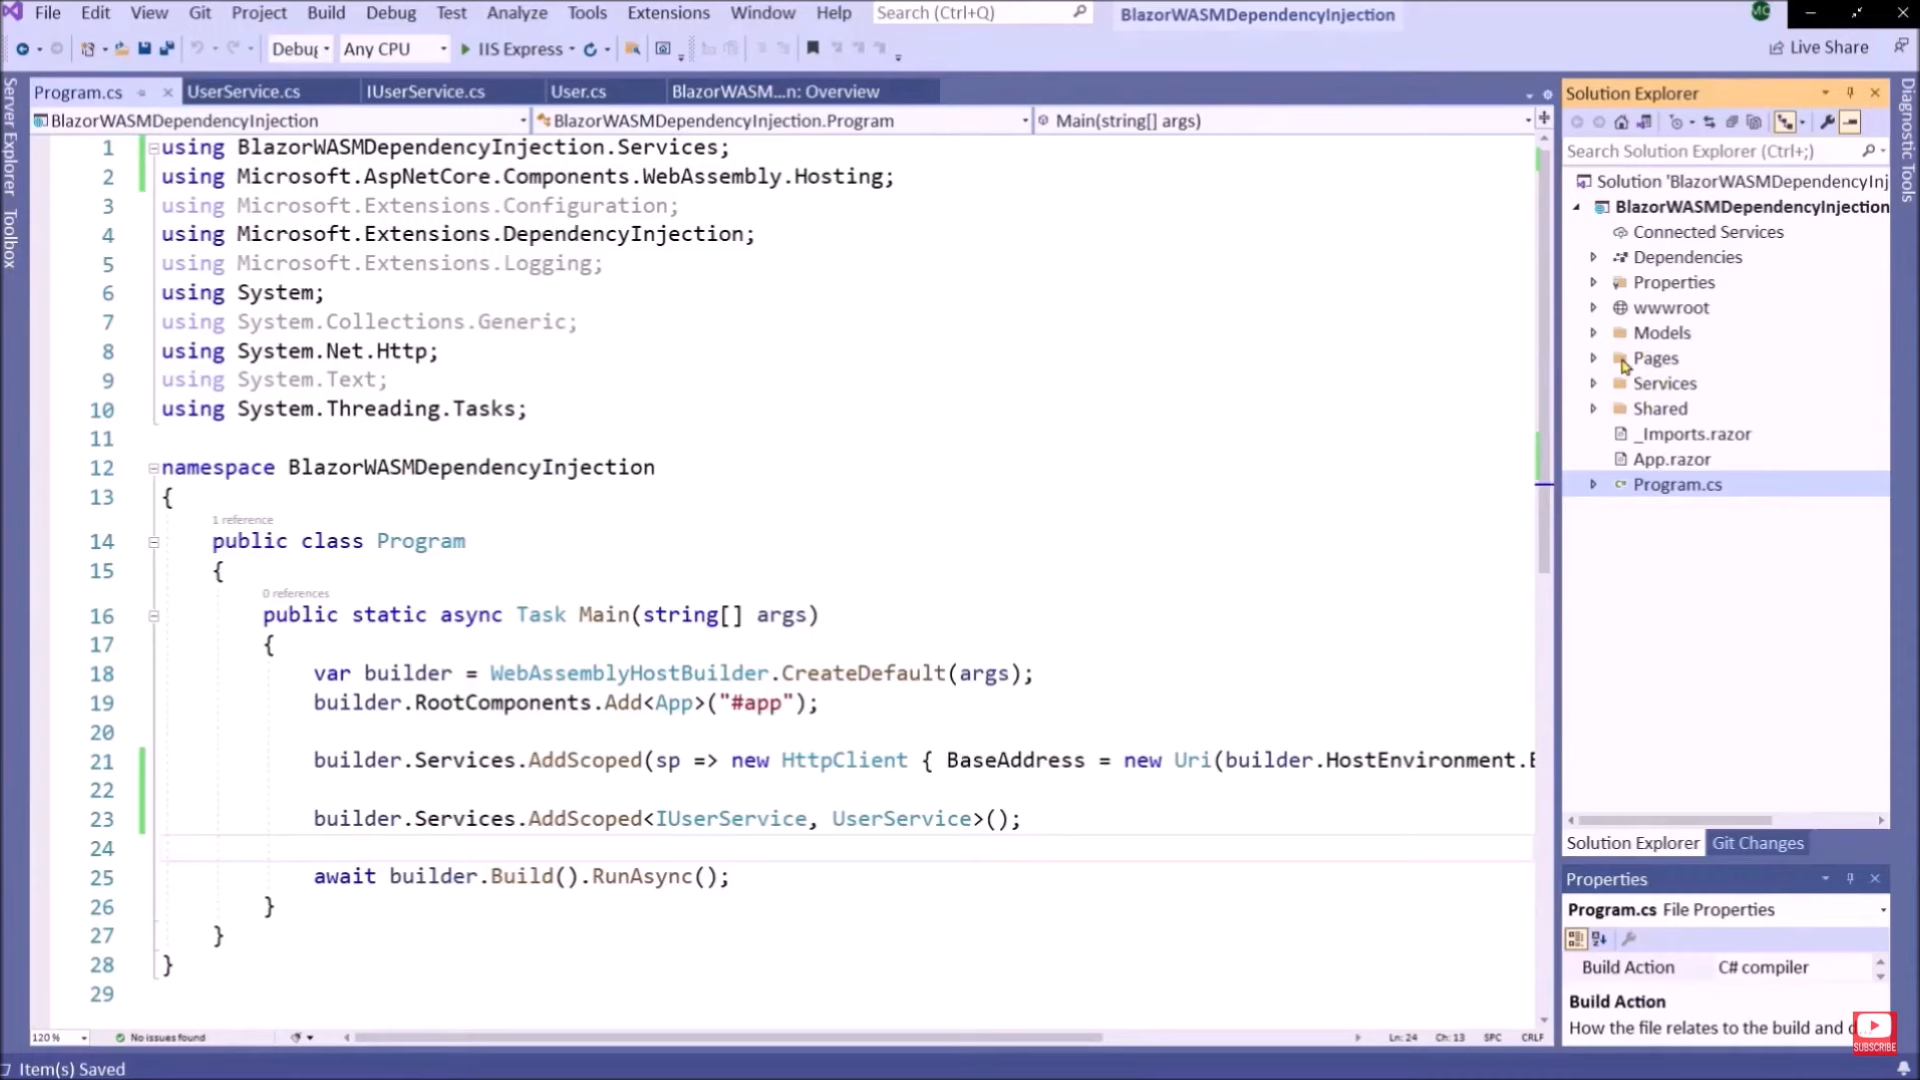 File Edit View Git Project Build Debug Test Analyze Tools Extensions Window Help Search (Ctrl+Q) BlazorWASMDependencyInjection MC
Debug Any CPU IIS Express Live Share
Program.cs UserService.cs IUserService.cs User.cs BlazorWASM...n: Overview
BlazorWASMDependencyInjection BlazorWASMDependencyInjection.Program Main(string[] args)
Server Explorer Toolbox
1 using BlazorWASMDependencyInjection.Services;
2 using Microsoft.AspNetCore.Components.WebAssembly.Hosting;
3 using Microsoft.Extensions.Configuration;
4 using Microsoft.Extensions.DependencyInjection;
5 using Microsoft.Extensions.Logging;
6 using System;
7 using System.Collections.Generic;
8 using System.Net.Http;
9 using System.Text;
10 using System.Threading.Tasks;
11
12 namespace BlazorWASMDependencyInjection
13 {
1 reference
14 public class Program
15 {
0 references
16 public static async Task Main(string[] args)
17 {
18 var builder = WebAssemblyHostBuilder.CreateDefault(args);
19 builder.RootComponents.Add<App>("#app");
20
21 builder.Services.AddScoped(sp => new HttpClient { BaseAddress = new Uri(builder.HostEnvironment.
22
23 builder.Services.AddScoped<IUserService, UserService>();
24
25 await builder.Build().RunAsync();
26 }
27 }
28 }
29
120 % No issues found Ln: 24 Ch: 13 SPC CRLF
Item(s) Saved
Solution Explorer
Search Solution Explorer (Ctrl+;)
Solution 'BlazorWASMDependencyInj
BlazorWASMDependencyInjection
Connected Services
Dependencies
Properties
wwwroot
Models
Pages
Services
Shared
_Imports.razor
App.razor
Program.cs
Solution Explorer Git Changes
Properties
Program.cs File Properties
Build Action C# compiler
Build Action
How the file relates to the build and
SUBSCRIBE
Diagnostic Tools